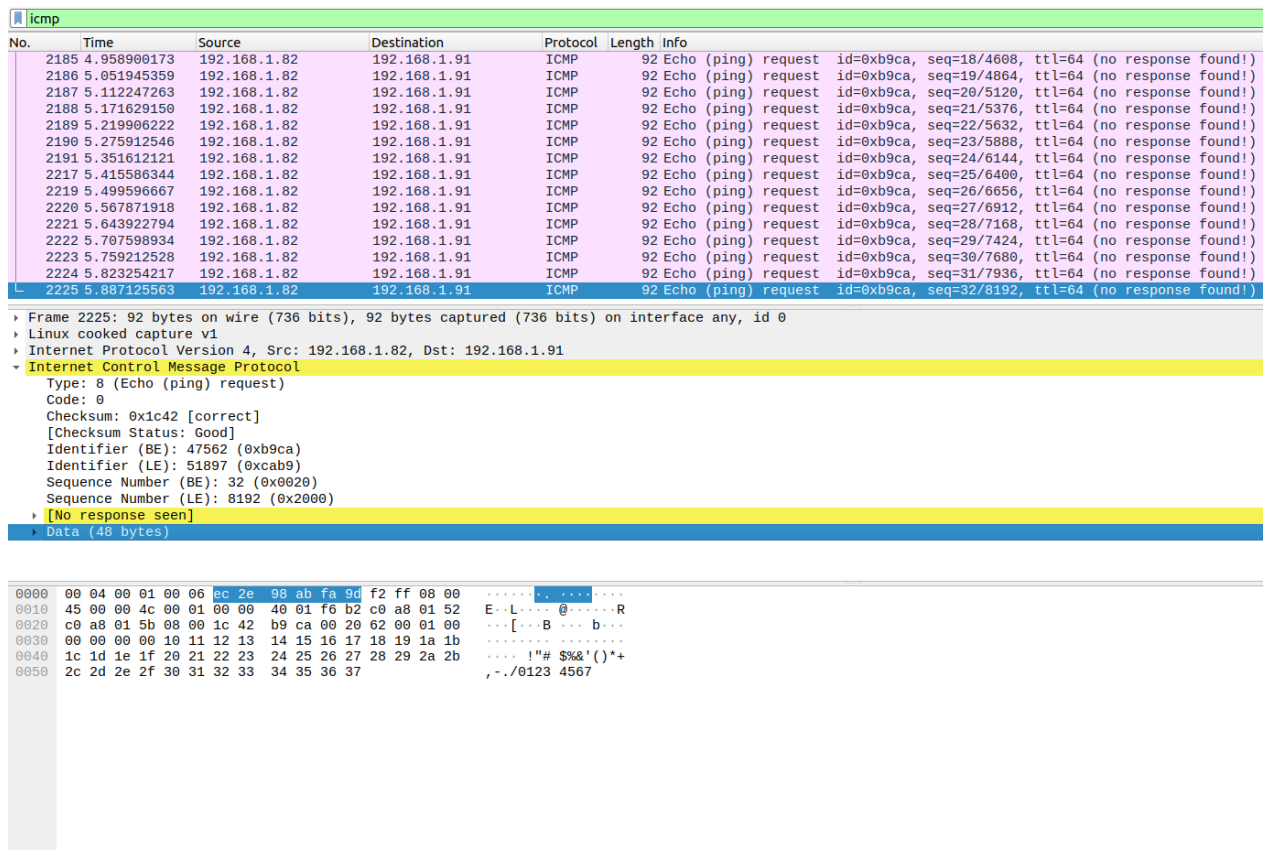 icmp
No. Time Source Destination Protocol Length Info
2185 4.958900173 192.168.1.82 192.168.1.91 ICMP 92 Echo (ping) request id=0xb9ca, seq=18/4608, ttl=64 (no response found!)
2186 5.051945359 192.168.1.82 192.168.1.91 ICMP 92 Echo (ping) request id=0xb9ca, seq=19/4864, ttl=64 (no response found!)
2187 5.112247263 192.168.1.82 192.168.1.91 ICMP 92 Echo (ping) request id=0xb9ca, seq=20/5120, ttl=64 (no response found!)
2188 5.171629150 192.168.1.82 192.168.1.91 ICMP 92 Echo (ping) request id=0xb9ca, seq=21/5376, ttl=64 (no response found!)
2189 5.219906222 192.168.1.82 192.168.1.91 ICMP 92 Echo (ping) request id=0xb9ca, seq=22/5632, ttl=64 (no response found!)
2190 5.275912546 192.168.1.82 192.168.1.91 ICMP 92 Echo (ping) request id=0xb9ca, seq=23/5888, ttl=64 (no response found!)
2191 5.351612121 192.168.1.82 192.168.1.91 ICMP 92 Echo (ping) request id=0xb9ca, seq=24/6144, ttl=64 (no response found!)
2217 5.415586344 192.168.1.82 192.168.1.91 ICMP 92 Echo (ping) request id=0xb9ca, seq=25/6400, ttl=64 (no response found!)
2219 5.499596667 192.168.1.82 192.168.1.91 ICMP 92 Echo (ping) request id=0xb9ca, seq=26/6656, ttl=64 (no response found!)
2220 5.567871918 192.168.1.82 192.168.1.91 ICMP 92 Echo (ping) request id=0xb9ca, seq=27/6912, ttl=64 (no response found!)
2221 5.643922794 192.168.1.82 192.168.1.91 ICMP 92 Echo (ping) request id=0xb9ca, seq=28/7168, ttl=64 (no response found!)
2222 5.707598934 192.168.1.82 192.168.1.91 ICMP 92 Echo (ping) request id=0xb9ca, seq=29/7424, ttl=64 (no response found!)
2223 5.759212528 192.168.1.82 192.168.1.91 ICMP 92 Echo (ping) request id=0xb9ca, seq=30/7680, ttl=64 (no response found!)
2224 5.823254217 192.168.1.82 192.168.1.91 ICMP 92 Echo (ping) request id=0xb9ca, seq=31/7936, ttl=64 (no response found!)
2225 5.887125563 192.168.1.82 192.168.1.91 ICMP 92 Echo (ping) request id=0xb9ca, seq=32/8192, ttl=64 (no response found!)
Frame 2225: 92 bytes on wire (736 bits), 92 bytes captured (736 bits) on interface any, id 0
Linux cooked capture v1
Internet Protocol Version 4, Src: 192.168.1.82, Dst: 192.168.1.91
Internet Control Message Protocol
Type: 8 (Echo (ping) request)
Code: 0
Checksum: 0x1c42 [correct]
[Checksum Status: Good]
Identifier (BE): 47562 (0xb9ca)
Identifier (LE): 51897 (0xcab9)
Sequence Number (BE): 32 (0x0020)
Sequence Number (LE): 8192 (0x2000)
[No response seen]
Data (48 bytes)
0000 00 04 00 01 00 06 ec 2e 98 ab fa 9d f2 ff 08 00 ·······. ········
0010 45 00 00 4c 00 01 00 00 40 01 f6 b2 c0 a8 01 52 E··L···· @······R
0020 c0 a8 01 5b 08 00 1c 42 b9 ca 00 20 62 00 01 00 ···[···B ··· b···
0030 00 00 00 00 10 11 12 13 14 15 16 17 18 19 1a 1b ········ ········
0040 1c 1d 1e 1f 20 21 22 23 24 25 26 27 28 29 2a 2b ···· !"# $%&'()*+
0050 2c 2d 2e 2f 30 31 32 33 34 35 36 37 ,-./0123 4567